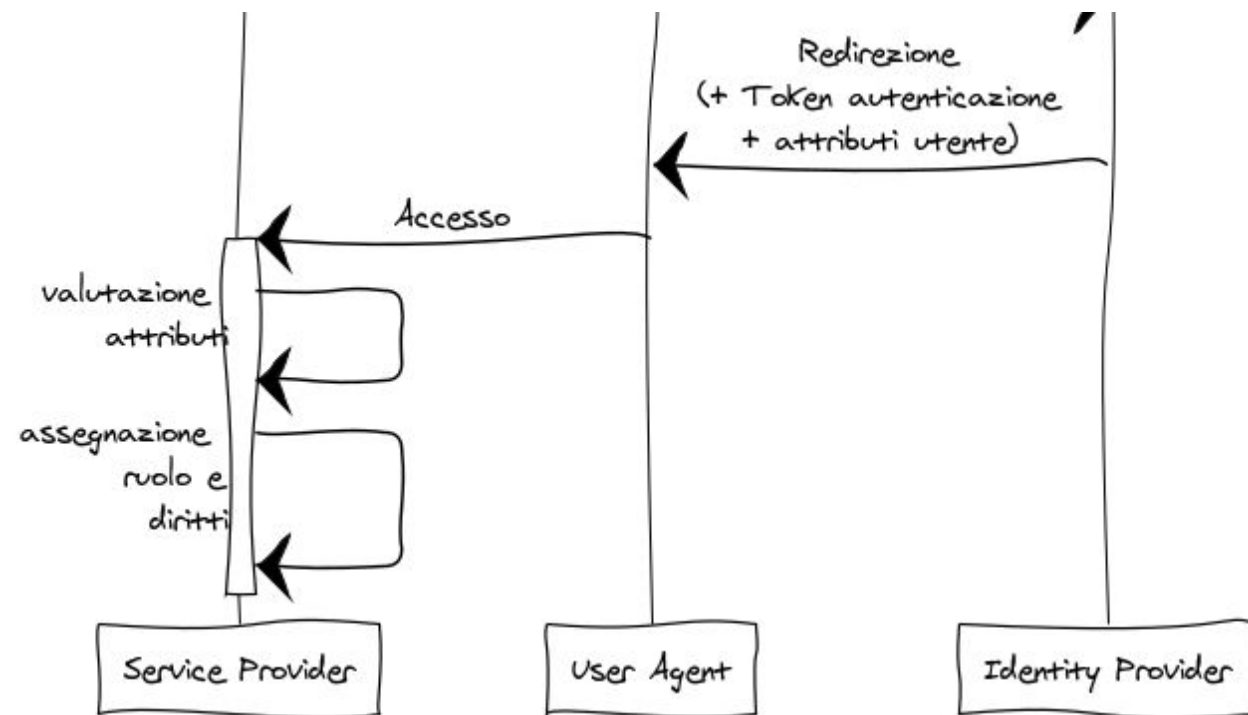 Redirezione
(+ Token autenticazione
+ attributi utente)
Accesso
valutazione
attributi
assegnazione
ruolo e
diritti
Service Provider
User Agent
Identity Provider